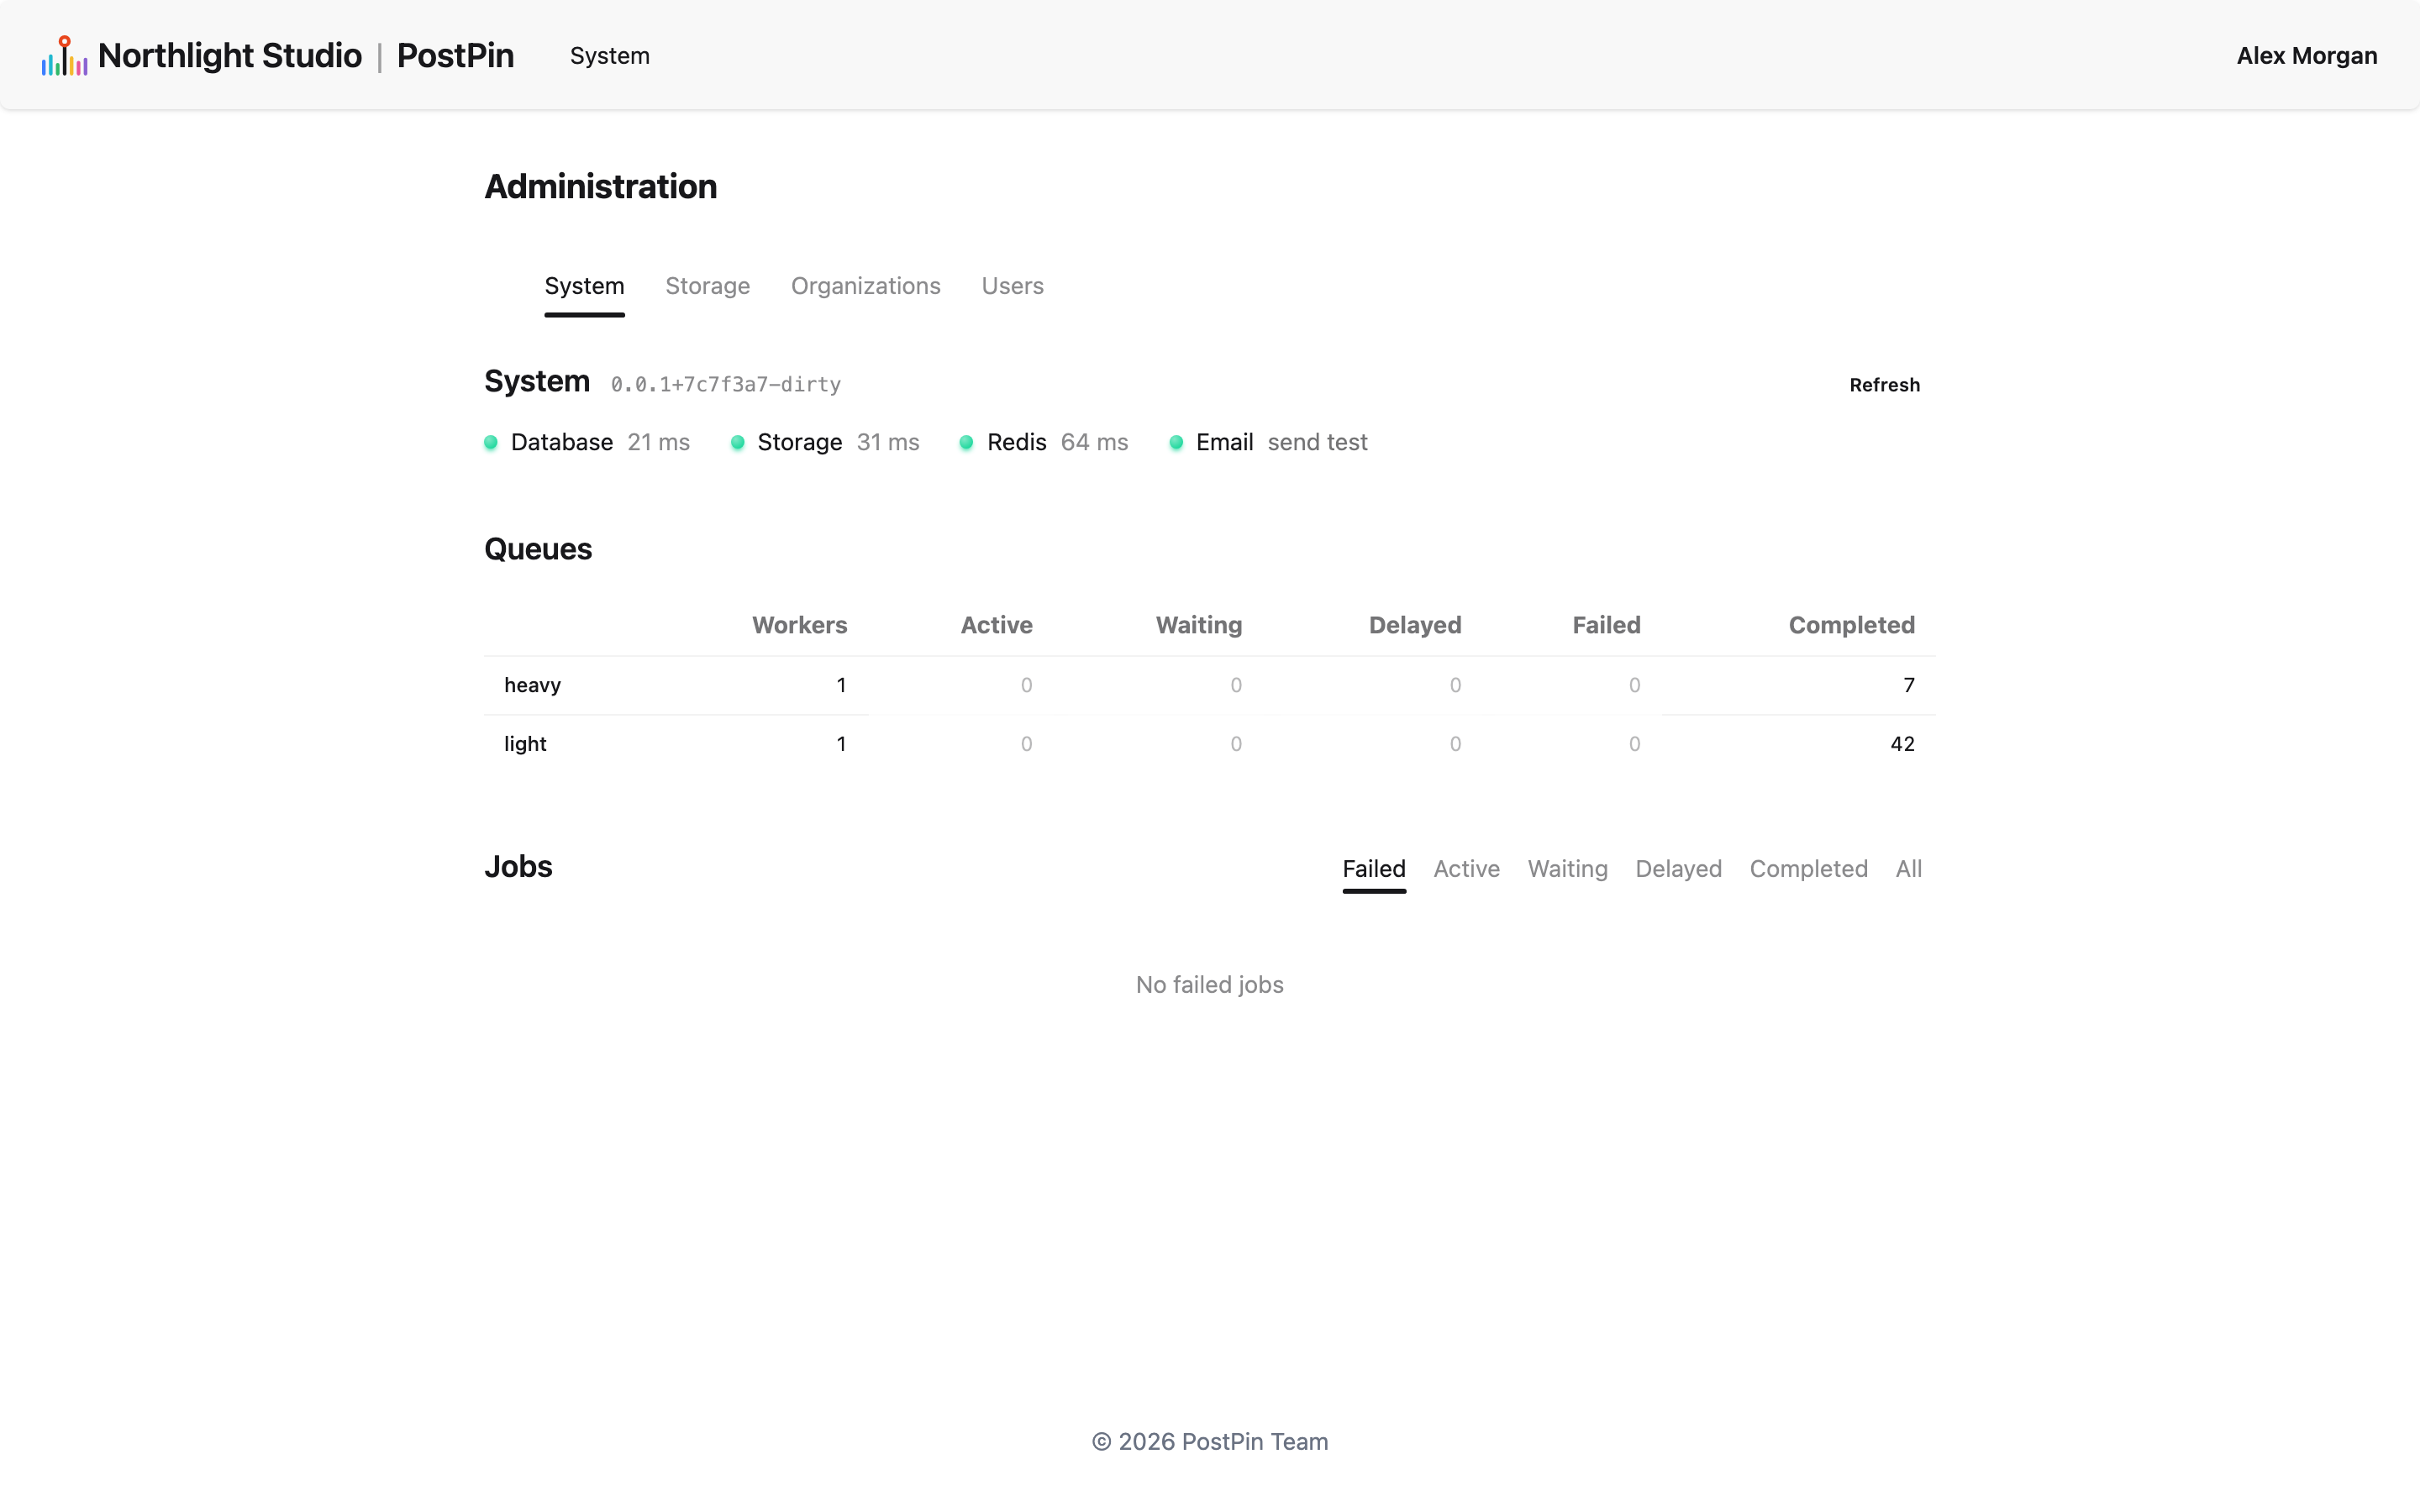 Northlight Studio | PostPin System Alex Morgan
Administration
System Storage Organizations Users
System 0.0.1+7c7f3a7-dirty Refresh
Database 21 ms Storage 31 ms Redis 64 ms Email send test
Queues
Workers Active Waiting Delayed Failed Completed
heavy 1 0 0 0 0 7
light 1 0 0 0 0 42
Jobs Failed Active Waiting Delayed Completed All
No failed jobs
© 2026 PostPin Team